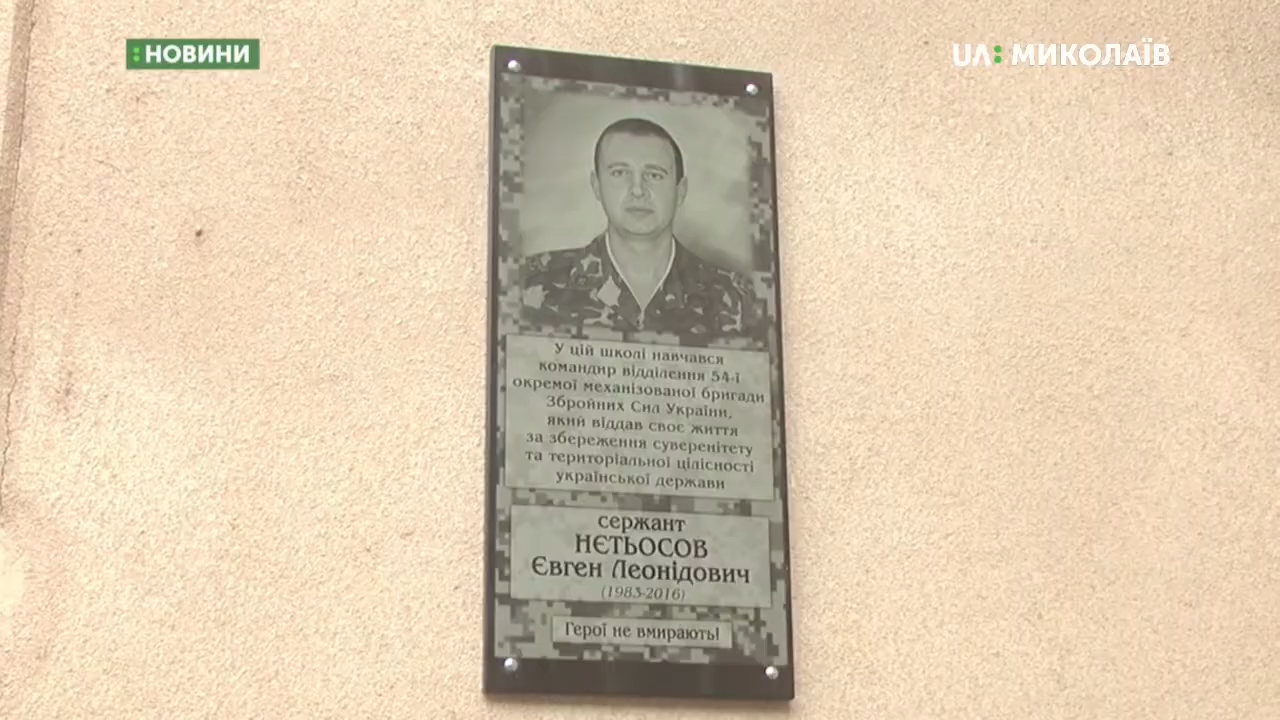 :НОВИНИ
UA: МИКОЛАЇВ
У цій школі навчався
командир відділення 54-ї
окремої механізованої бригади
Збройних Сил України,
який віддав своє життя
за збереження суверенітету
та територіальної цілісності
української держави
сержант
НЄТЬОСОВ
Євген Леонідович
(1983-2016)
Герої не вмирають!